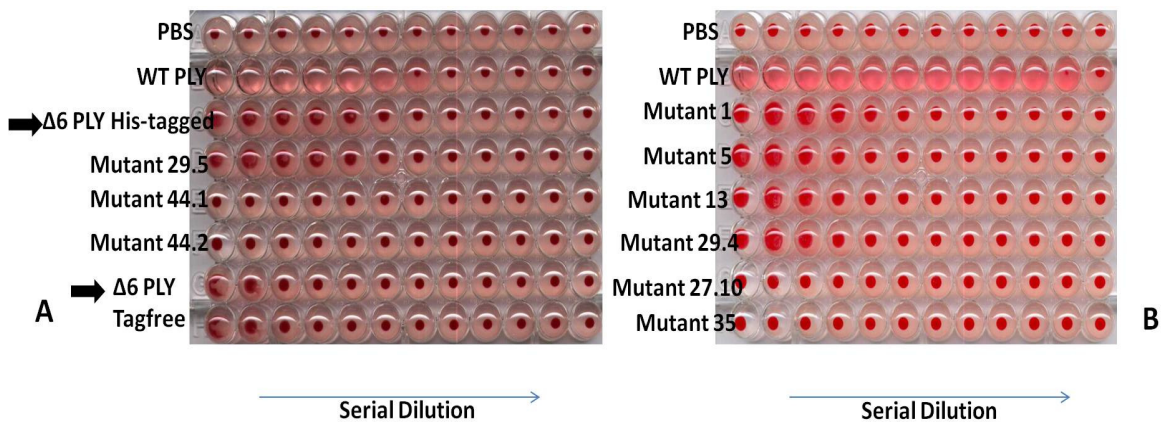 PBS
WT PLY
Δ6 PLY His-tagged
Mutant 29.5
Mutant 44.1
Mutant 44.2
Δ6 PLY
Tagfree
A
Serial Dilution
PBS
WT PLY
Mutant 1
Mutant 5
Mutant 13
Mutant 29.4
Mutant 27.10
Mutant 35
B
Serial Dilution